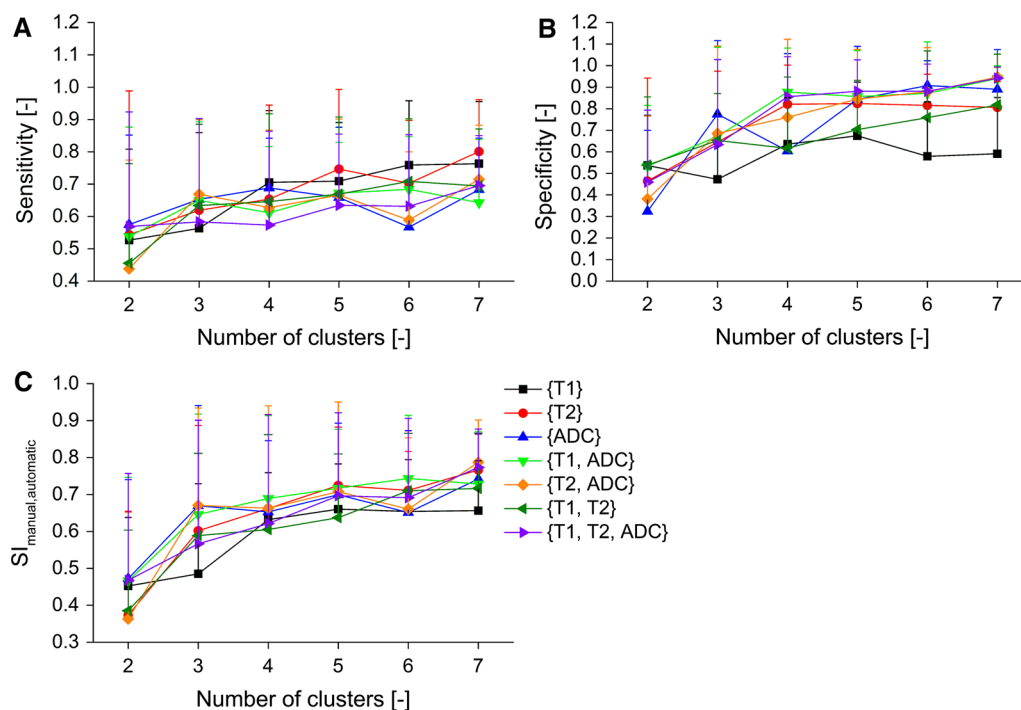 A
Sensitivity [-]
1.2
1.1
1.0
0.9
0.8
0.7
0.6
0.5
0.4
2 3 4 5 6 7
Number of clusters [-]
B
Specificity [-]
1.2
1.1
1.0
0.9
0.8
0.7
0.6
0.5
0.4
0.3
0.2
0.1
0.0
2 3 4 5 6 7
Number of clusters [-]
C
SI manual,automatic
1.0
0.9
0.8
0.7
0.6
0.5
0.4
0.3
2 3 4 5 6 7
Number of clusters [-]
{T1}
{T2}
{ADC}
{T1, ADC}
{T2, ADC}
{T1, T2}
{T1, T2, ADC}